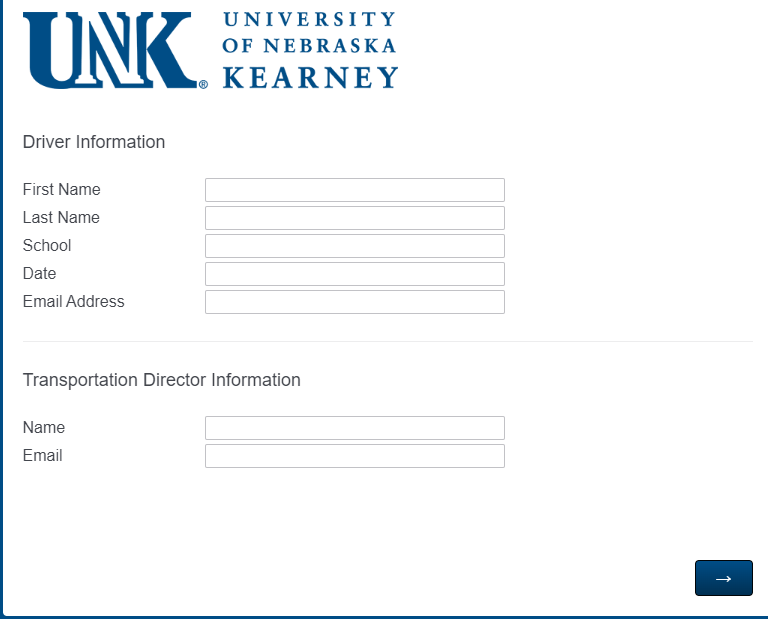 UNK® UNIVERSITY
OF NEBRASKA
KEARNEY
Driver Information
First Name
Last Name
School
Date
Email Address
Transportation Director Information
Name
Email
→